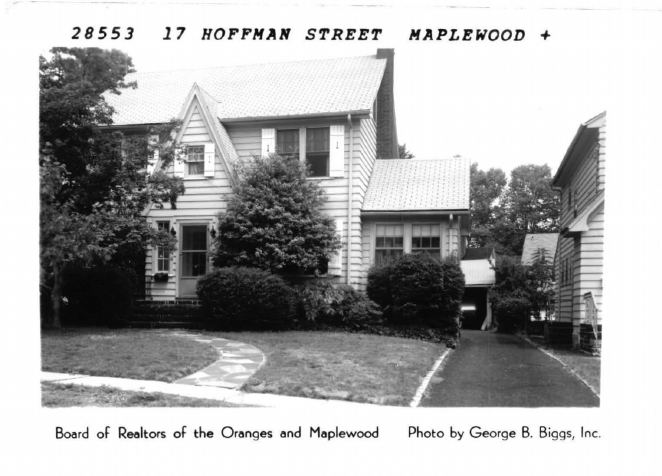 28553 17 HOFFMAN STREET MAPLEWOOD +
Board of Realtors of the Oranges and Maplewood Photo by George B. Biggs, Inc.